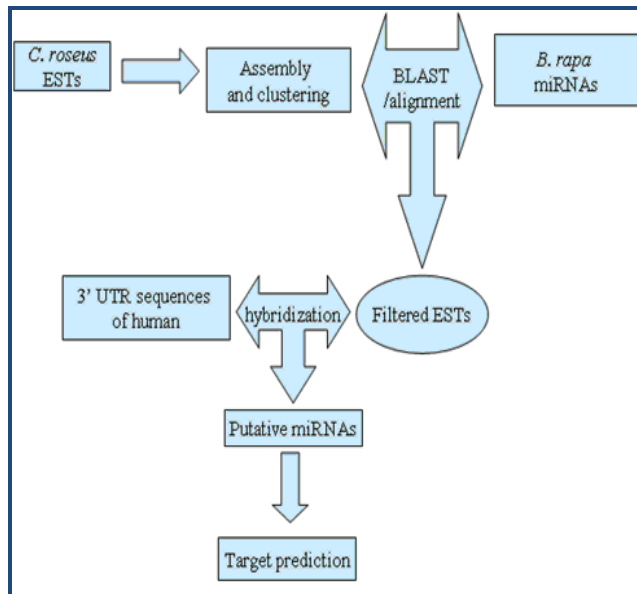 C. roseus
ESTs
Assembly
and clustering
BLAST
/alignment
B. rapa
miRNAs
3' UTR sequences
of human
hybridization
Filtered ESTs
Putative miRNAs
Target prediction